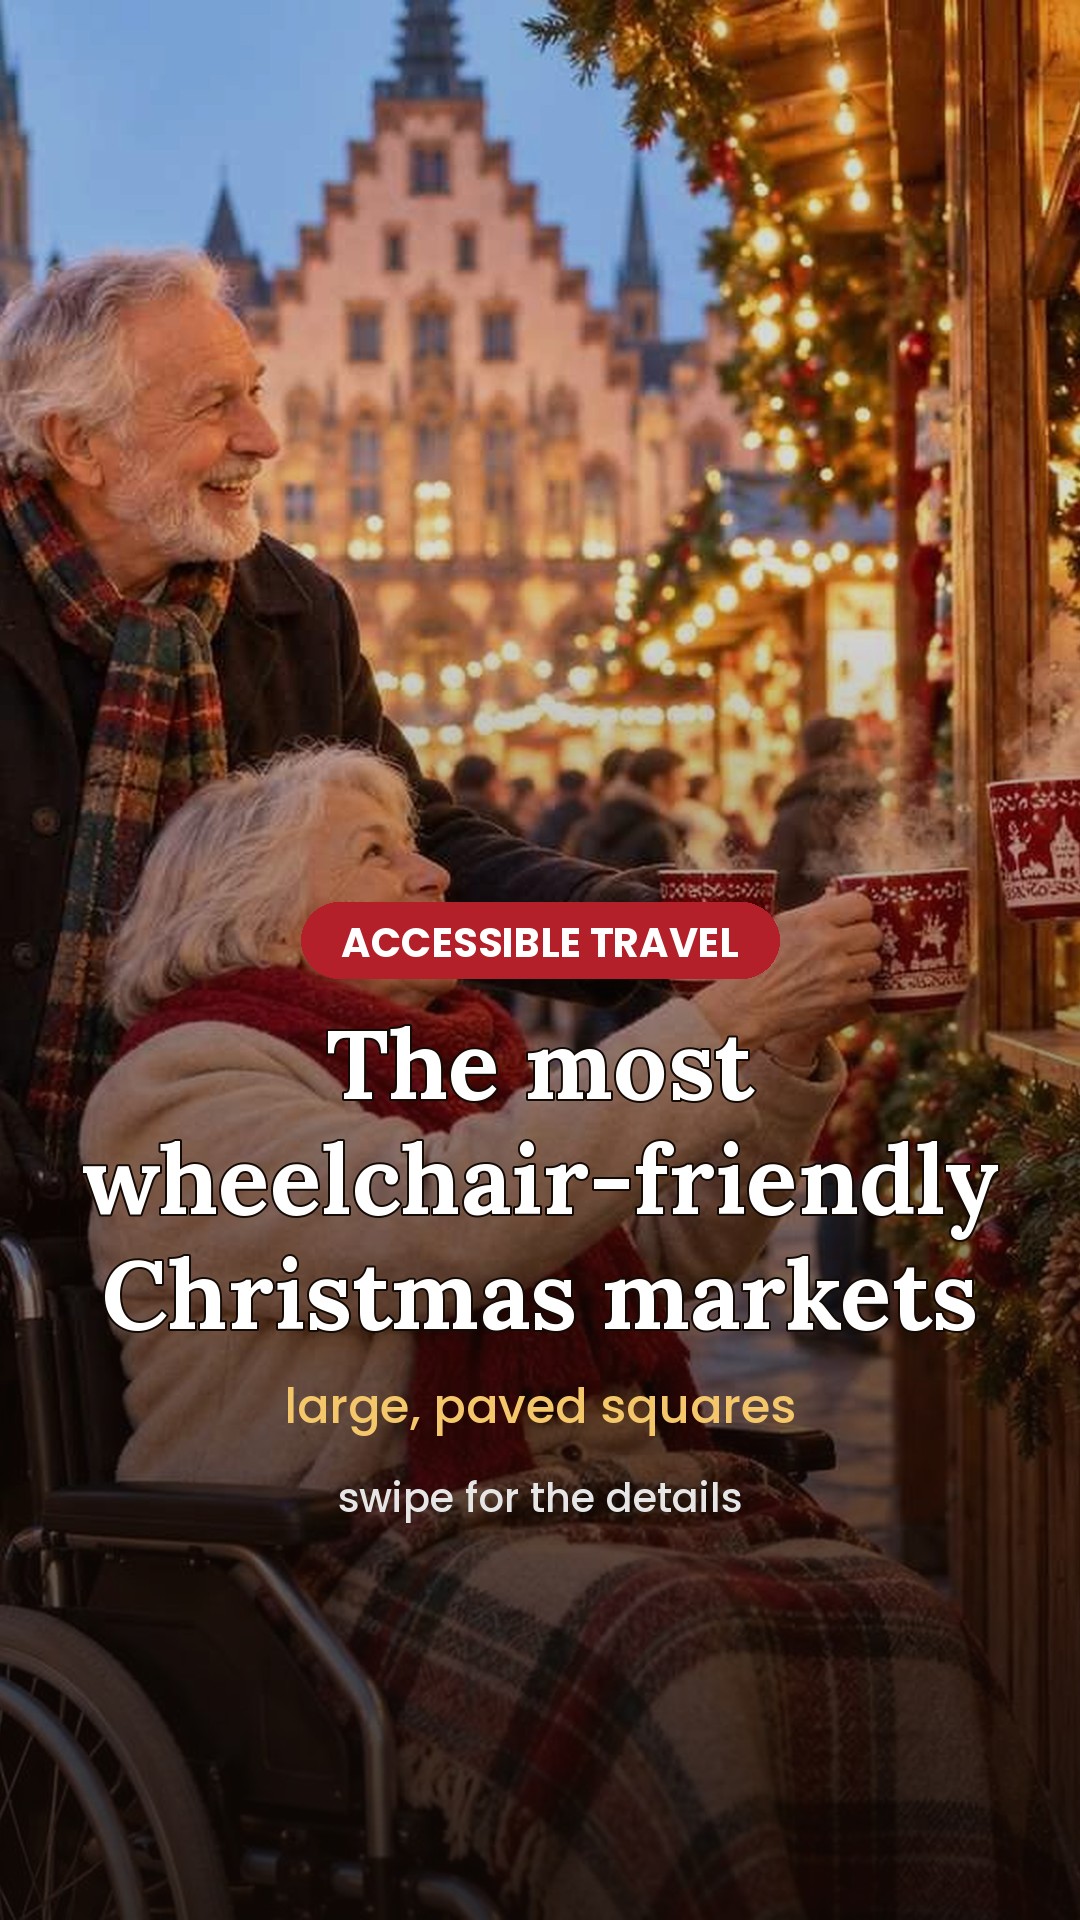 ACCESSIBLE TRAVEL
The most
wheelchair-friendly
Christmas markets
large, paved squares
swipe for the details